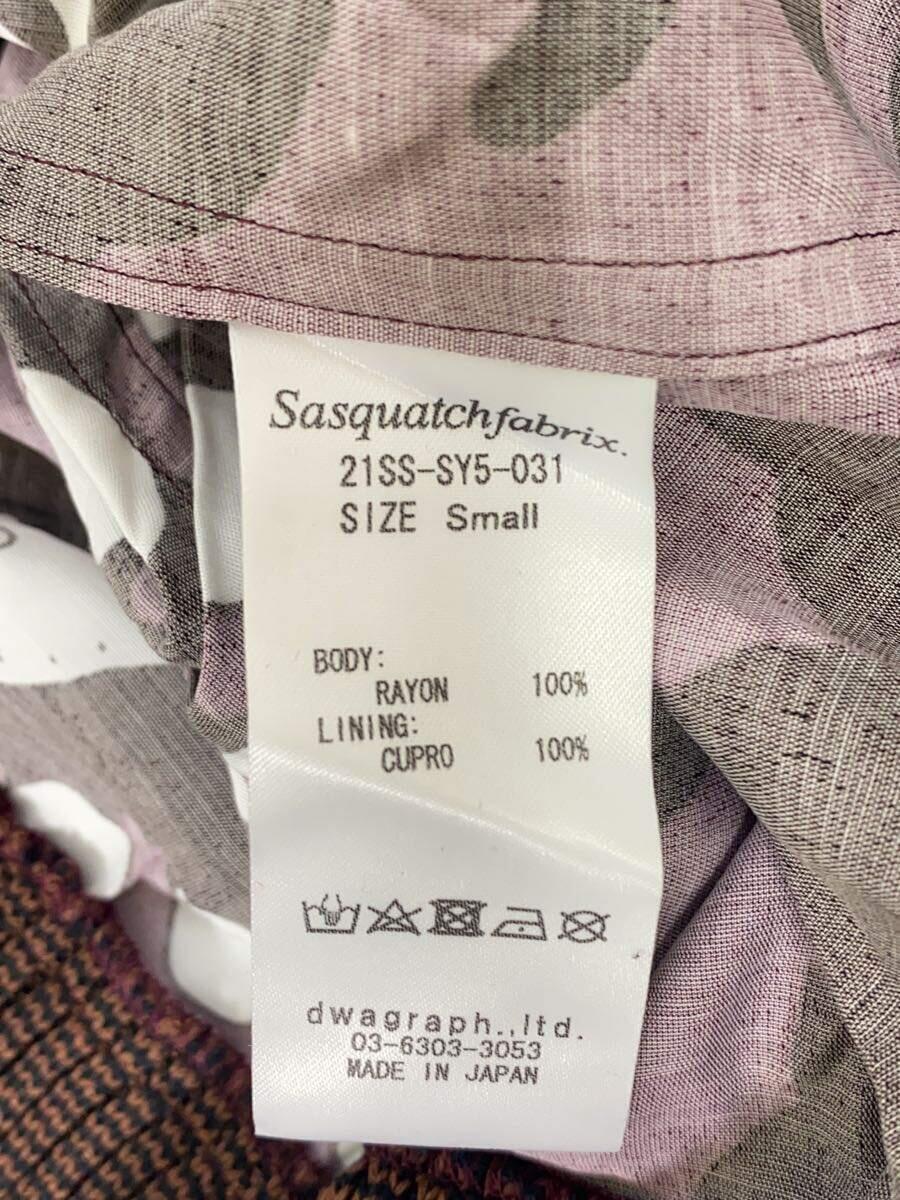 Sasquatchfabrix.
21SS-SY5-031
SIZE Small
BODY:
RAYON 100%
LINING:
CUPRO 100%
dwagraph.,ltd.
03-6303-3053
MADE IN JAPAN